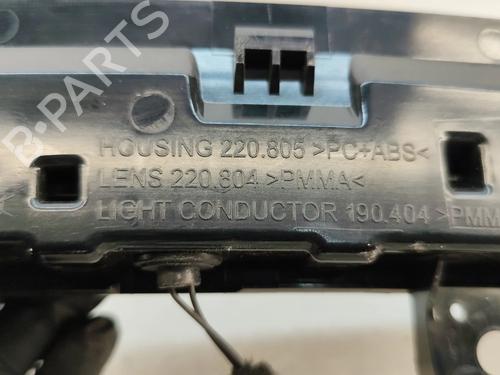 B-PARTS
HOUSING 220.805 >PC+ABS<
LENS 220.804 >PMMA<
LIGHT CONDUCTOR 190.404 >PMM